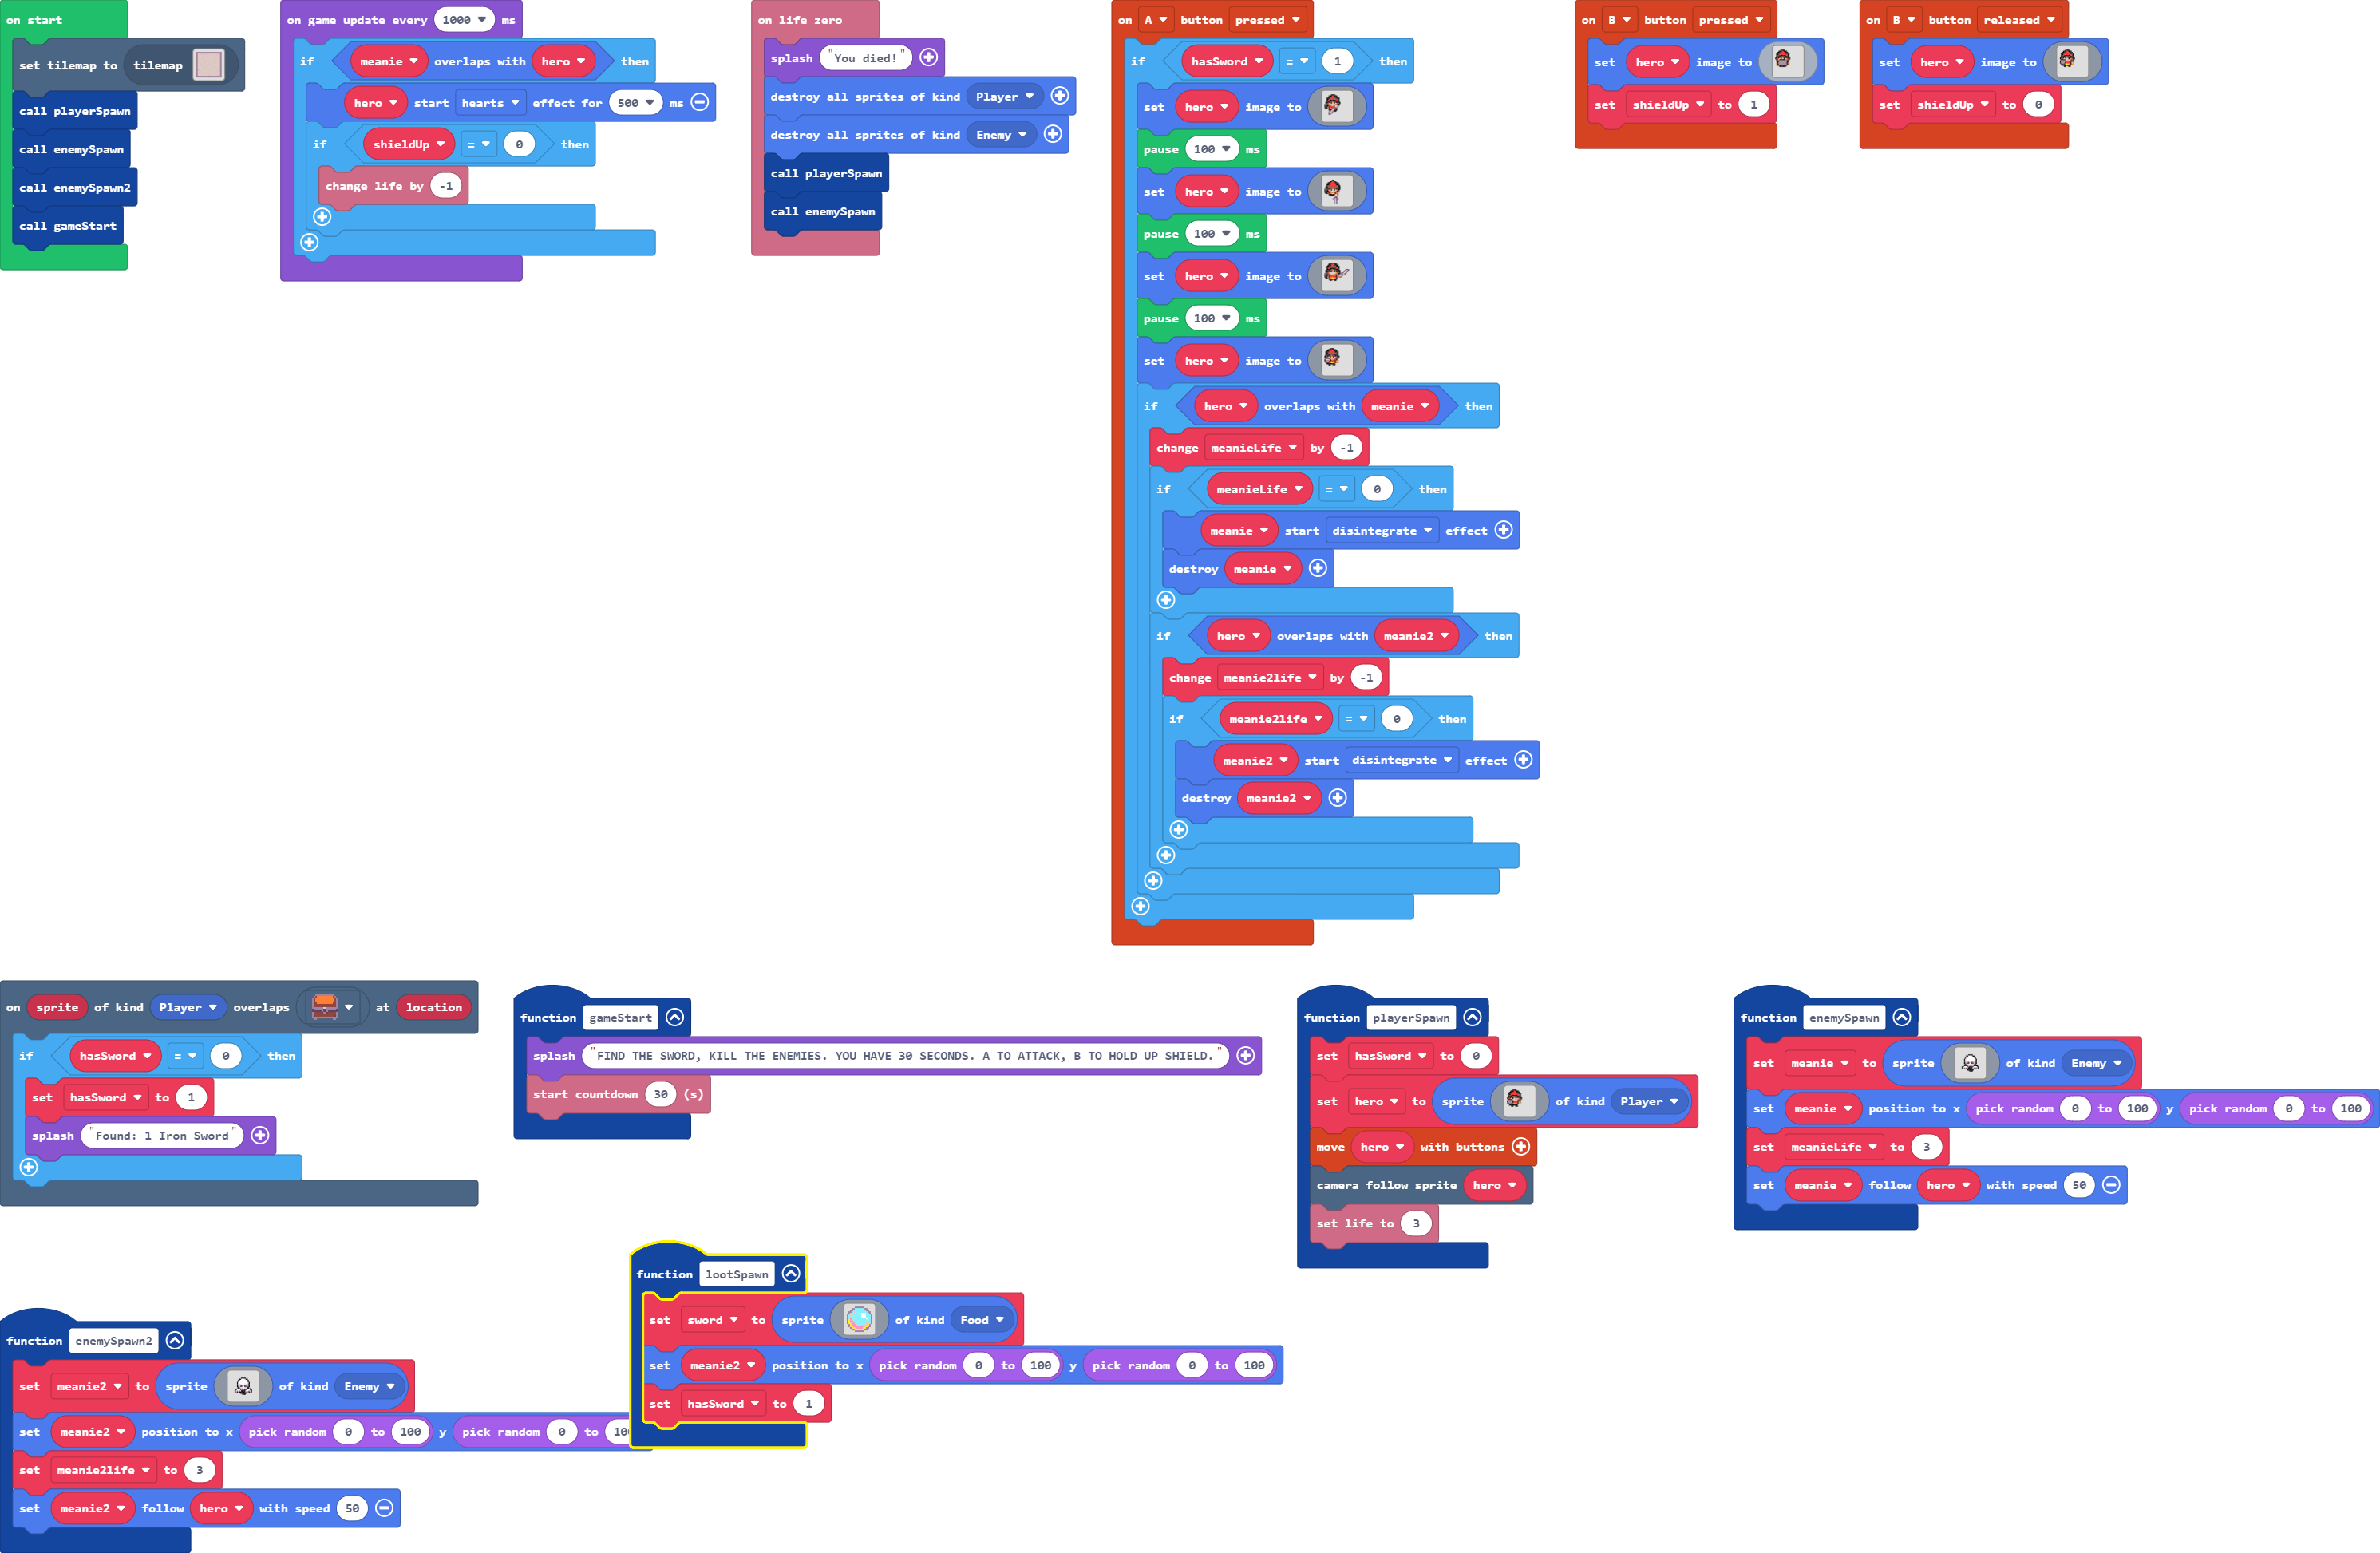 on start
set tilemap to tilemap
call playerSpawn
call enemySpawn
call enemySpawn2
call gameStart
on game update every 1000 ms
if meanie overlaps with hero then
hero start hearts effect for 500 ms
if shieldUp = 0 then
change life by -1
on life zero
splash "You died!"
destroy all sprites of kind Player
destroy all sprites of kind Enemy
call playerSpawn
call enemySpawn
on A button pressed
if hasSword = 1 then
set hero image to
pause 100 ms
set hero image to
pause 100 ms
set hero image to
pause 100 ms
set hero image to
if hero overlaps with meanie then
change meanieLife by -1
if meanieLife = 0 then
meanie start disintegrate effect
destroy meanie
if hero overlaps with meanie2 then
change meanie2life by -1
if meanie2life = 0 then
meanie2 start disintegrate effect
destroy meanie2
on B button pressed
set hero image to
set shieldUp to 1
on B button released
set hero image to
set shieldUp to 0
on sprite of kind Player overlaps at location
if hasSword = 0 then
set hasSword to 1
splash "Found: 1 Iron Sword"
function gameStart
splash "FIND THE SWORD, KILL THE ENEMIES. YOU HAVE 30 SECONDS. A TO ATTACK, B TO HOLD UP SHIELD."
start countdown 30 (s)
function playerSpawn
set hasSword to 0
set hero to sprite of kind Player
move hero with buttons
camera follow sprite hero
set life to 3
function enemySpawn
set meanie to sprite of kind Enemy
set meanie position to x pick random 0 to 100 y pick random 0 to 100
set meanieLife to 3
set meanie follow hero with speed 50
function enemySpawn2
set meanie2 to sprite of kind Enemy
set meanie2 position to x pick random 0 to 100 y pick random 0 to
set meanie2life to 3
set meanie2 follow hero with speed 50
function lootSpawn
set sword to sprite of kind Food
set meanie2 position to x pick random 0 to 100 y pick random 0 to 100
set hasSword to 1